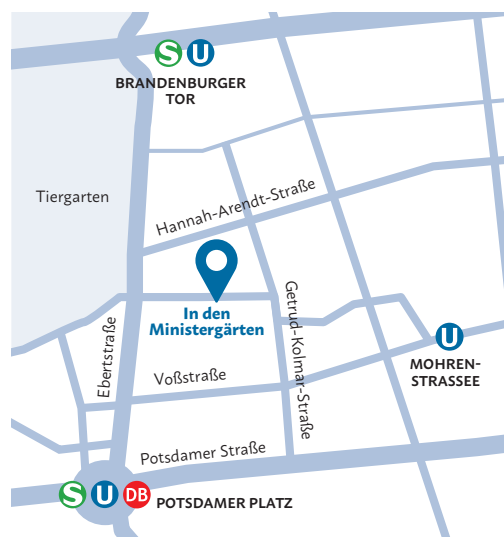 S U
BRANDENBURGER
TOR
Tiergarten
Hannah-Arendt-Straße
In den
Ministergärten
Getrud-Kolmar-Straße
Ebertstraße
U
MOHREN-
STRASSEE
Voßstraße
Potsdamer Straße
S U DB POTSDAMER PLATZ